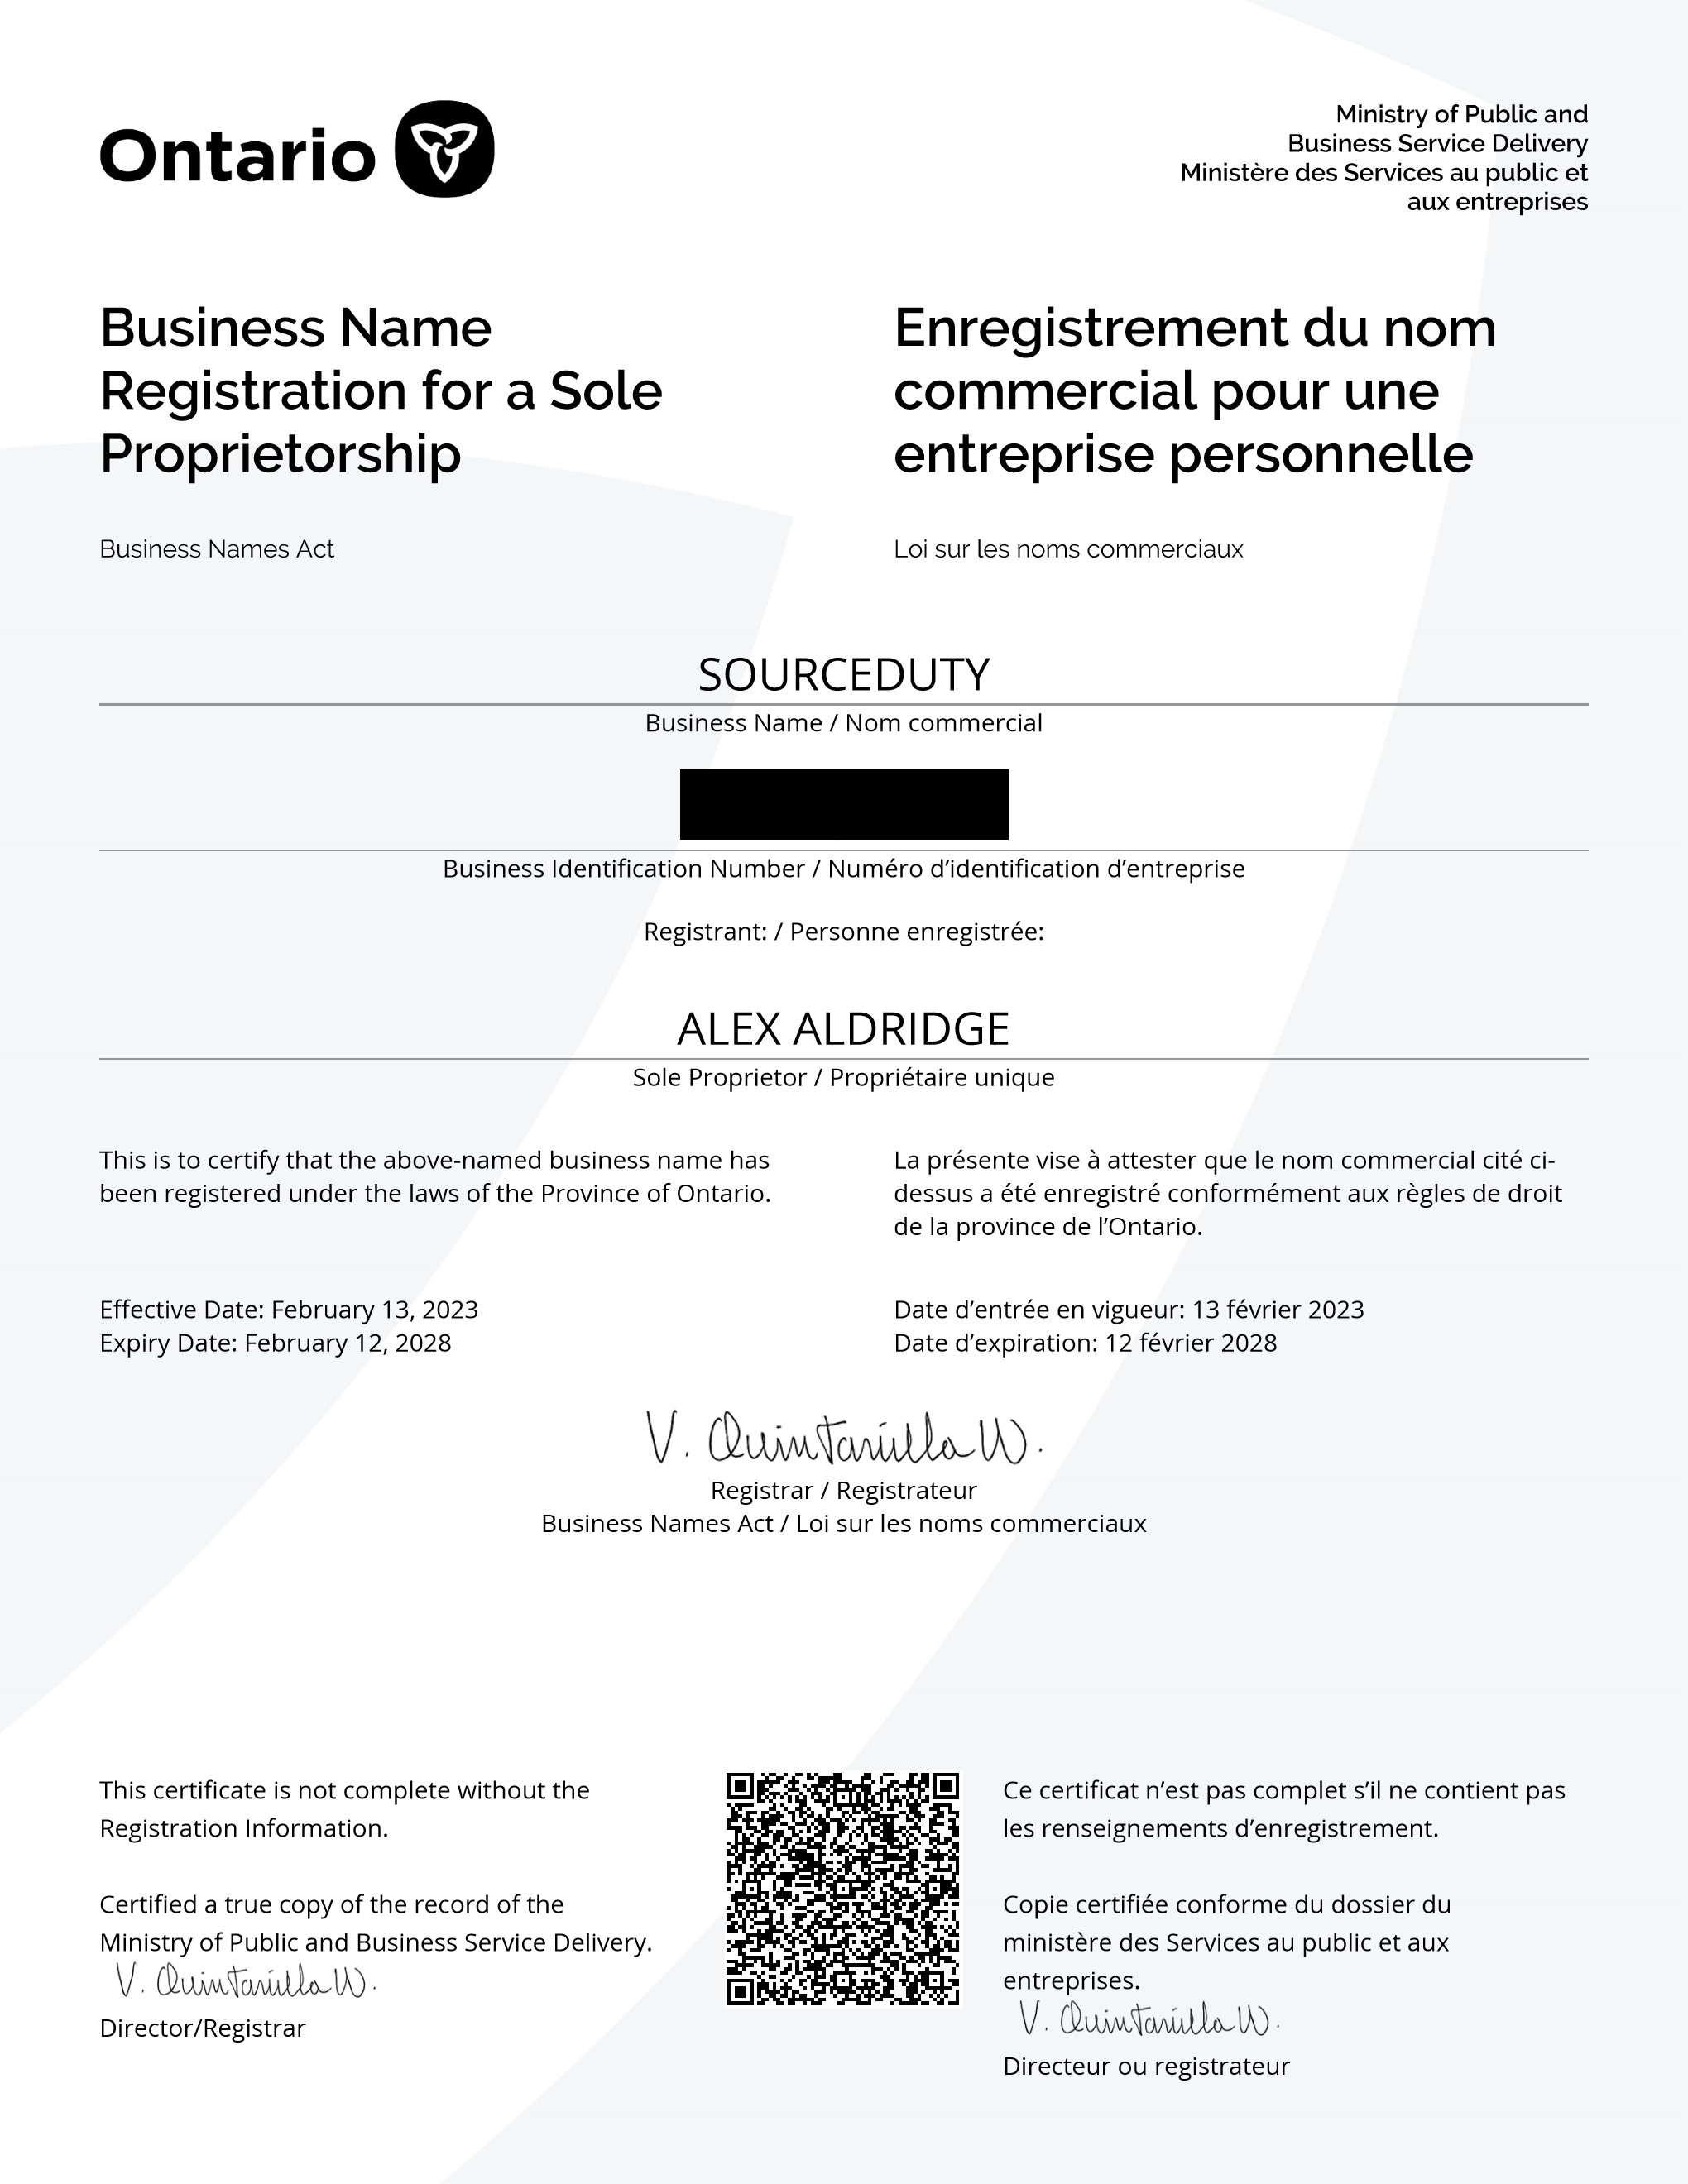 Ontario
Ministry of Public and
Business Service Delivery
Ministère des Services au public et
aux entreprises
Business Name
Registration for a Sole
Proprietorship
Enregistrement du nom
commercial pour une
entreprise personnelle
Business Names Act
Loi sur les noms commerciaux
SOURCEDUTY
Business Name / Nom commercial
Business Identification Number / Numéro d’identification d’entreprise
Registrant: / Personne enregistrée:
ALEX ALDRIDGE
Sole Proprietor / Propriétaire unique
This is to certify that the above-named business name has
been registered under the laws of the Province of Ontario.
La présente vise à attester que le nom commercial cité ci-
dessus a été enregistré conformément aux règles de droit
de la province de l’Ontario.
Effective Date: February 13, 2023
Expiry Date: February 12, 2028
Date d’entrée en vigueur: 13 février 2023
Date d’expiration: 12 février 2028
V. Quintanilla W.
Registrar / Registrateur
Business Names Act / Loi sur les noms commerciaux
This certificate is not complete without the
Registration Information.
Certified a true copy of the record of the
Ministry of Public and Business Service Delivery.
V. Quintanilla W.
Director/Registrar
Ce certificat n’est pas complet s’il ne contient pas
les renseignements d’enregistrement.
Copie certifiée conforme du dossier du
ministère des Services au public et aux
entreprises.
V. Quintanilla W.
Directeur ou registrateur